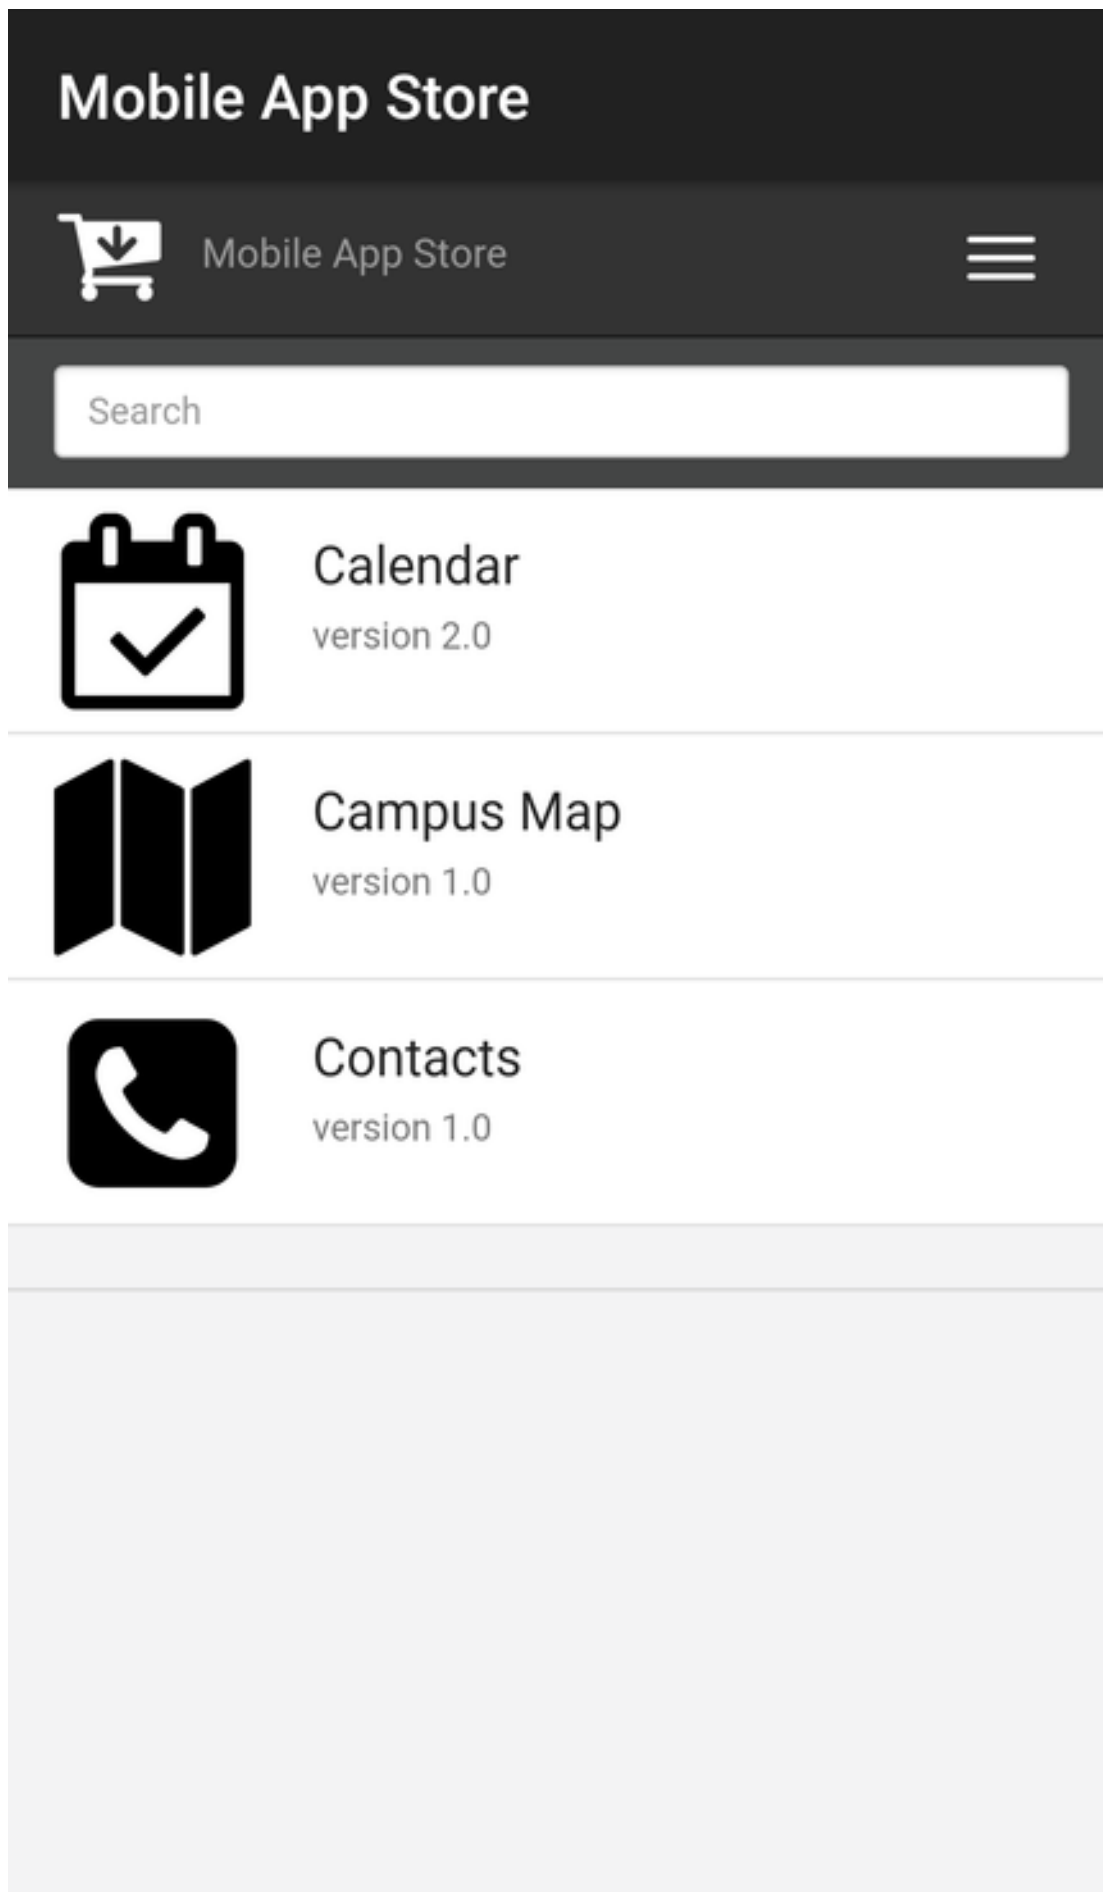 Mobile App Store
Mobile App Store
Search
Calendar
version 2.0
Campus Map
version 1.0
Contacts
version 1.0